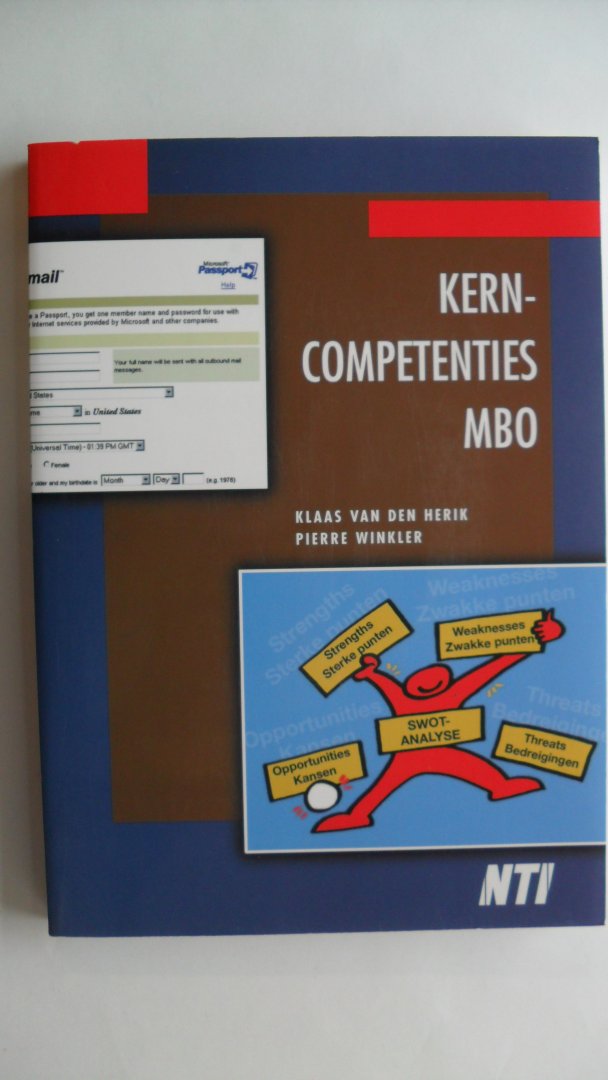 mail™
Microsoft
Passport
Help
e a Passport, you get one member name and password for use with
Internet services provided by Microsoft and other companies.
Your full name will be sent with all outbound mail
messages.
States
me in United States
(Universal Time) - 01:39 PM GMT
Female
older and my birthdate is Month Day (e.g. 1978)
KERN-
COMPETENTIES
MBO
KLAAS VAN DEN HERIK
PIERRE WINKLER
Strengths
Sterke punten
Weaknesses
Zwakke punten
Strengths
Sterke punten
Weaknesses
Zwakke punten
Opportunities
Kansen
Threats
Bedreigingen
SWOT-
ANALYSE
Opportunities
Kansen
Threats
Bedreigingen
NTI